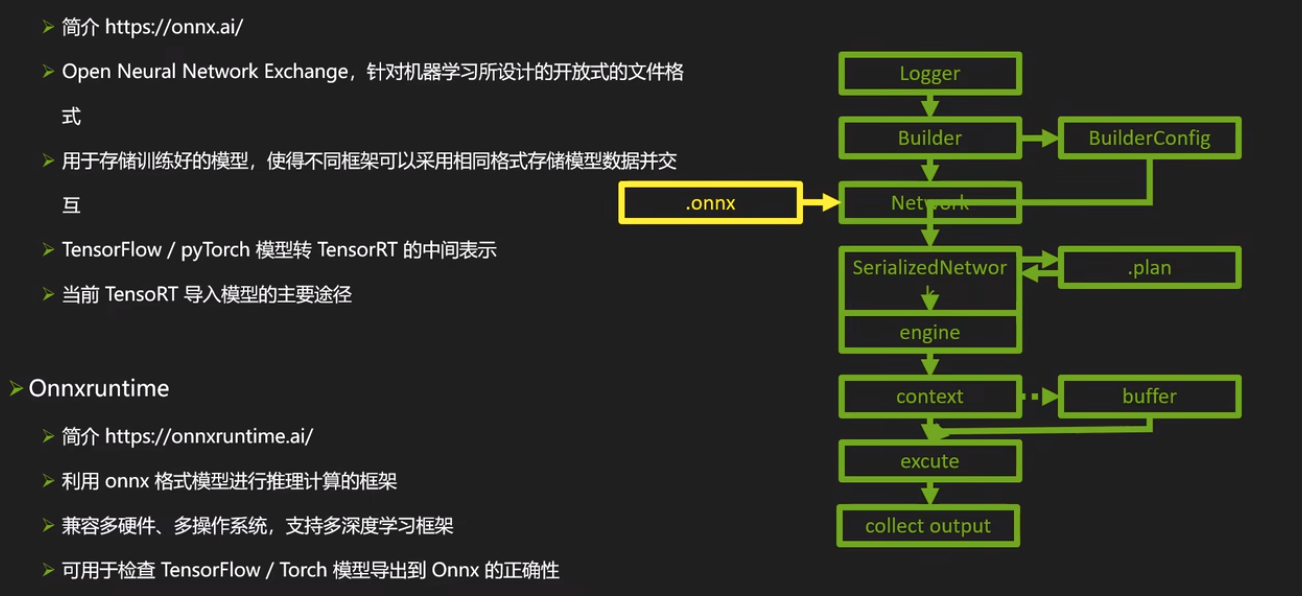 简介 https://onnx.ai/
Open Neural Network Exchange，针对机器学习所设计的开放式的文件格
式
用于存储训练好的模型，使得不同框架可以采用相同格式存储模型数据并交
互
TensorFlow / pyTorch 模型转 TensorRT 的中间表示
当前 TensoRT 导入模型的主要途径
Onnxruntime
简介 https://onnxruntime.ai/
利用 onnx 格式模型进行推理计算的框架
兼容多硬件、多操作系统，支持多深度学习框架
可用于检查 TensorFlow / Torch 模型导出到 Onnx 的正确性
Logger
Builder
BuilderConfig
.onnx
Network
SerializedNetwor
k
.plan
engine
context
buffer
excute
collect output